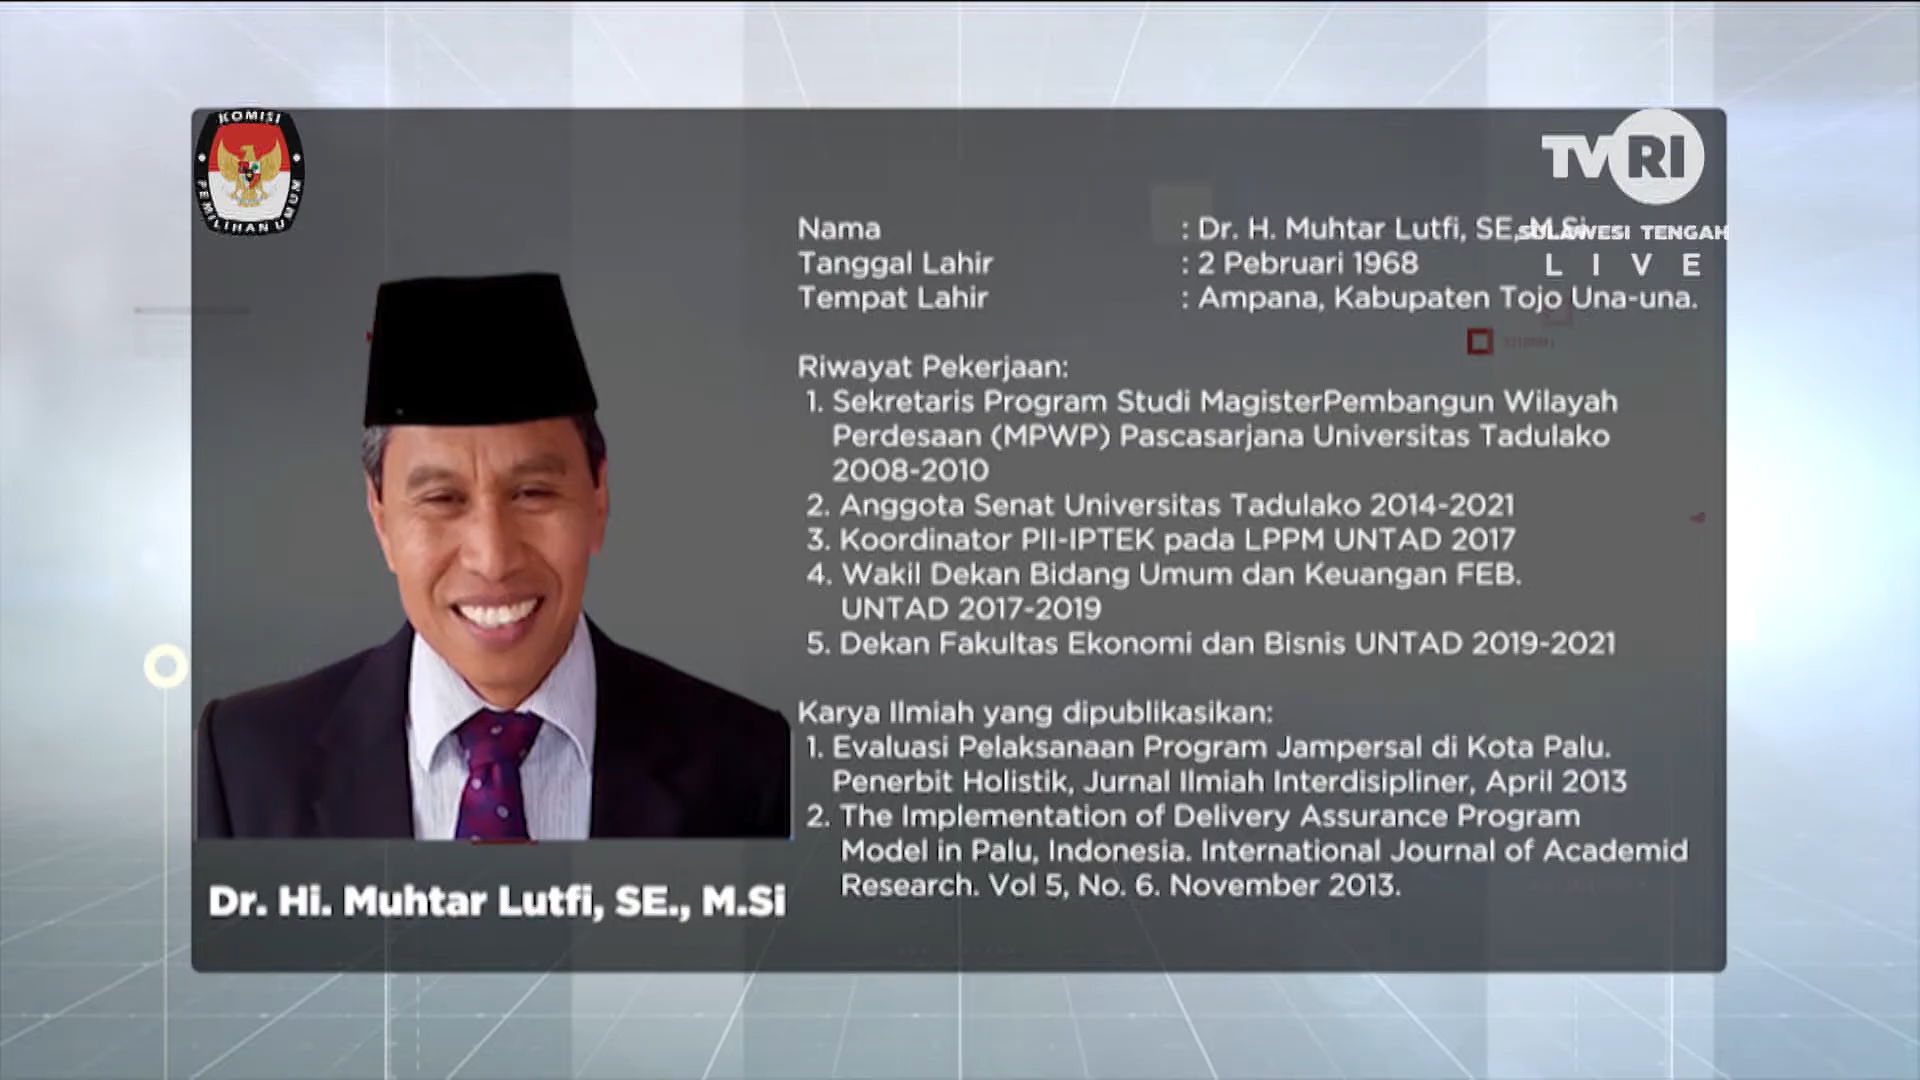 KOMISI
PEMILIHAN UMUM
TVRI
SULAWESI TENGAH
LIVE
Nama : Dr. H. Muhtar Lutfi, SE, M.Si
Tanggal Lahir : 2 Pebruari 1968
Tempat Lahir : Ampana, Kabupaten Tojo Una-una.
Riwayat Pekerjaan:
1. Sekretaris Program Studi MagisterPembangun Wilayah
Perdesaan (MPWP) Pascasarjana Universitas Tadulako
2008-2010
2. Anggota Senat Universitas Tadulako 2014-2021
3. Koordinator PII-IPTEK pada LPPM UNTAD 2017
4. Wakil Dekan Bidang Umum dan Keuangan FEB.
UNTAD 2017-2019
5. Dekan Fakultas Ekonomi dan Bisnis UNTAD 2019-2021
Karya Ilmiah yang dipublikasikan:
1. Evaluasi Pelaksanaan Program Jampersal di Kota Palu.
Penerbit Holistik, Jurnal Ilmiah Interdisipliner, April 2013
2. The Implementation of Delivery Assurance Program
Model in Palu, Indonesia. International Journal of Academid
Research. Vol 5, No. 6. November 2013.
Dr. Hi. Muhtar Lutfi, SE., M.Si